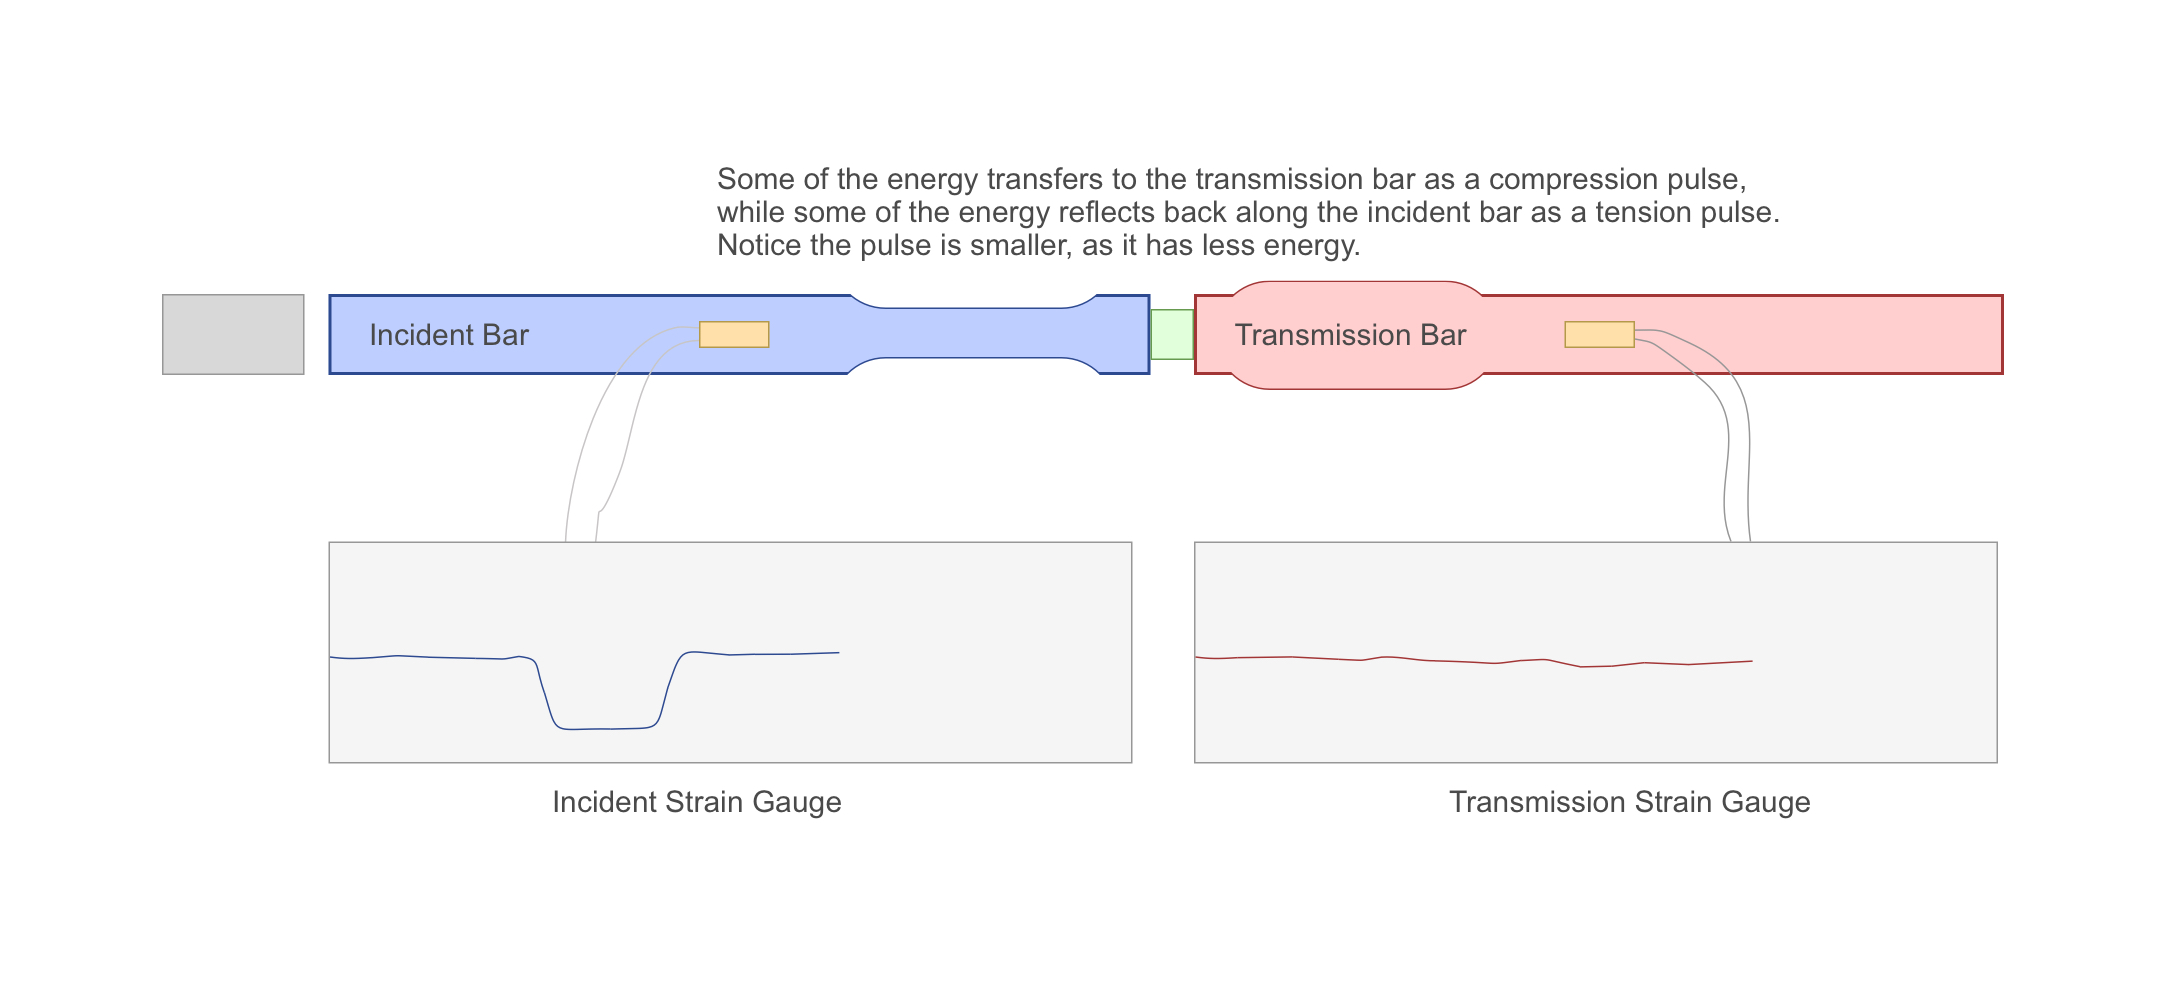 Some of the energy transfers to the transmission bar as a compression pulse,
while some of the energy reflects back along the incident bar as a tension pulse.
Notice the pulse is smaller, as it has less energy.
Incident Bar
Transmission Bar
Incident Strain Gauge
Transmission Strain Gauge